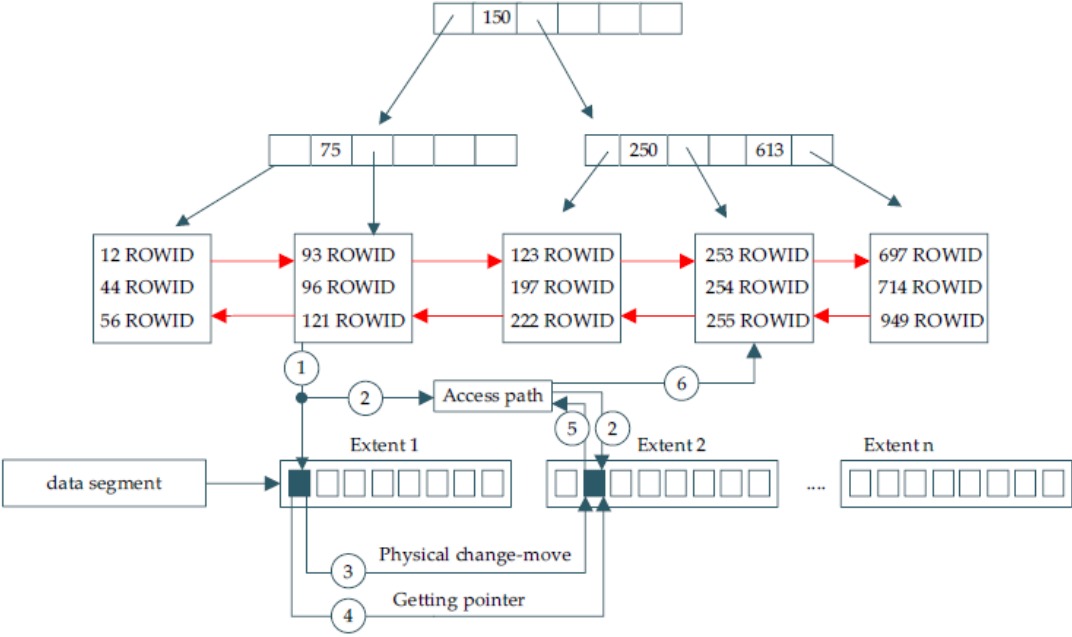 150
75
250 613
12 ROWID
44 ROWID
56 ROWID
93 ROWID
96 ROWID
121 ROWID
123 ROWID
197 ROWID
222 ROWID
253 ROWID
254 ROWID
255 ROWID
697 ROWID
714 ROWID
949 ROWID
1
2
Access path
6
5
2
Extent 1
Extent 2
Extent n
data segment
....
3
Physical change-move
4
Getting pointer